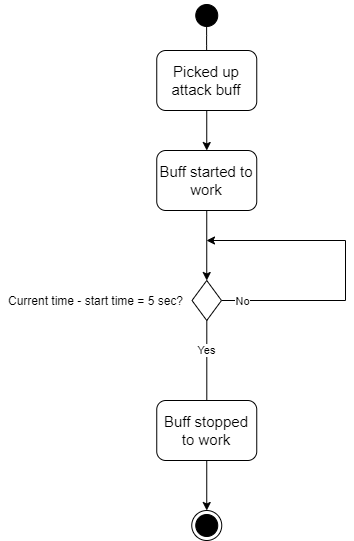 Picked up
attack buff
Buff started to
work
Current time - start time = 5 sec?
No
Yes
Buff stopped
to work